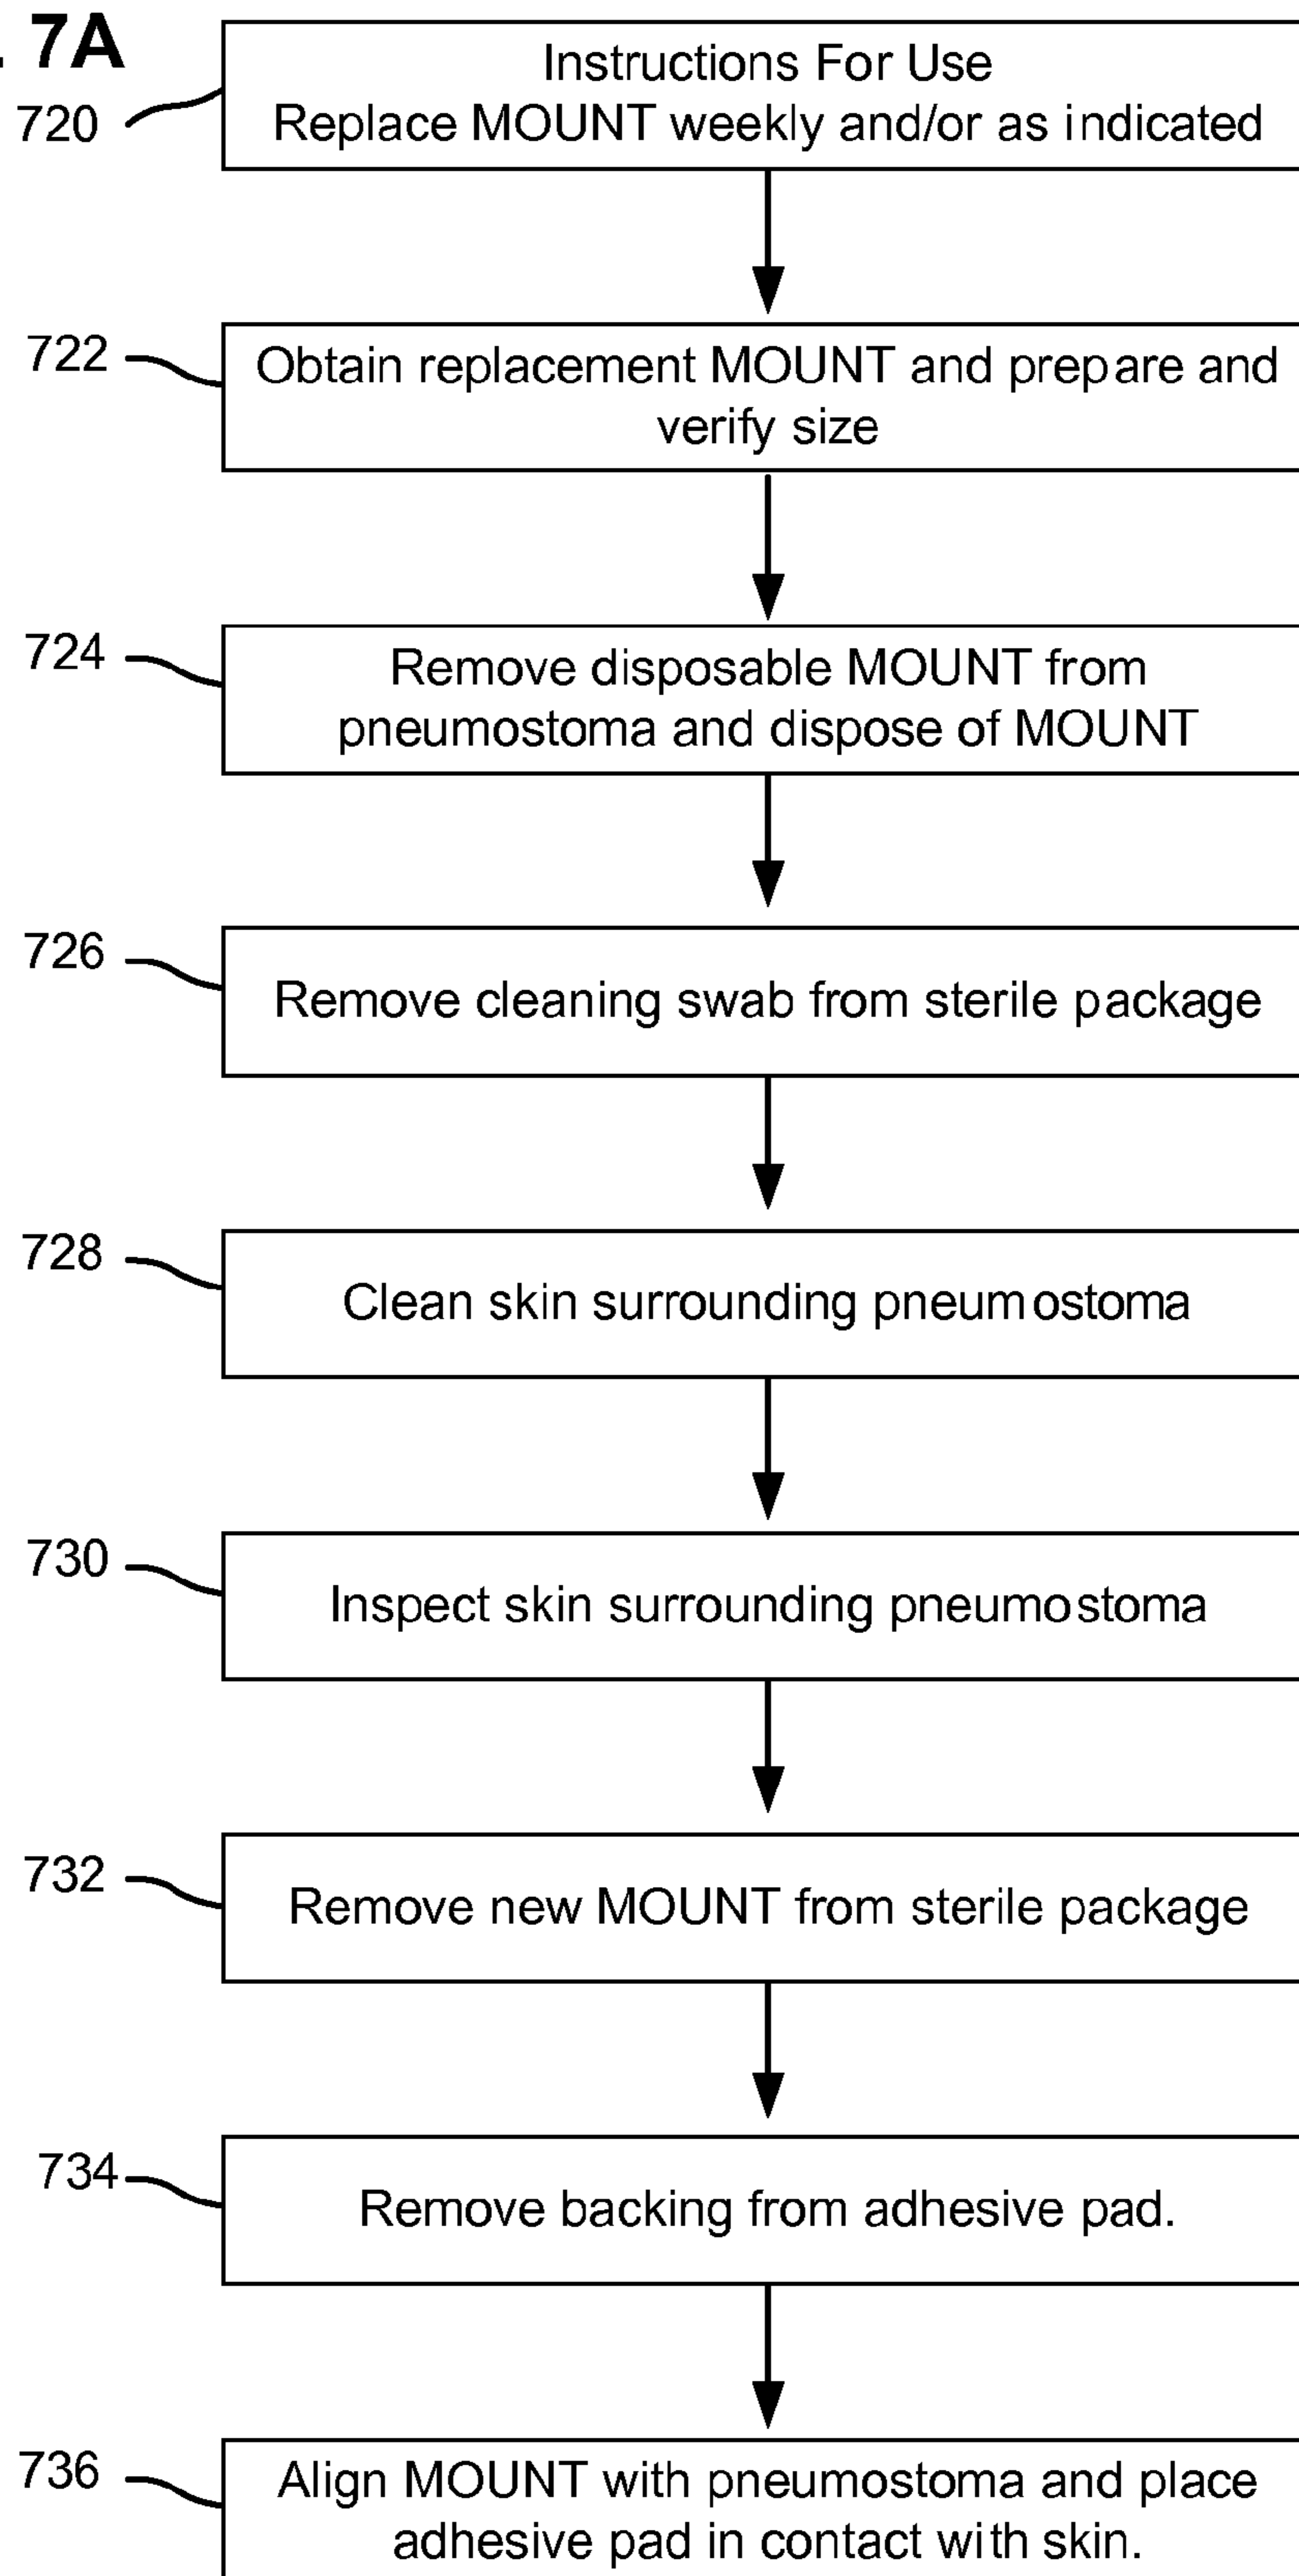 . 7A
720
Instructions For Use
Replace MOUNT weekly and/or as indicated
722
Obtain replacement MOUNT and prepare and
verify size
724
Remove disposable MOUNT from
pneumostoma and dispose of MOUNT
726
Remove cleaning swab from sterile package
728
Clean skin surrounding pneumostoma
730
Inspect skin surrounding pneumostoma
732
Remove new MOUNT from sterile package
734
Remove backing from adhesive pad.
736
Align MOUNT with pneumostoma and place
adhesive pad in contact with skin.